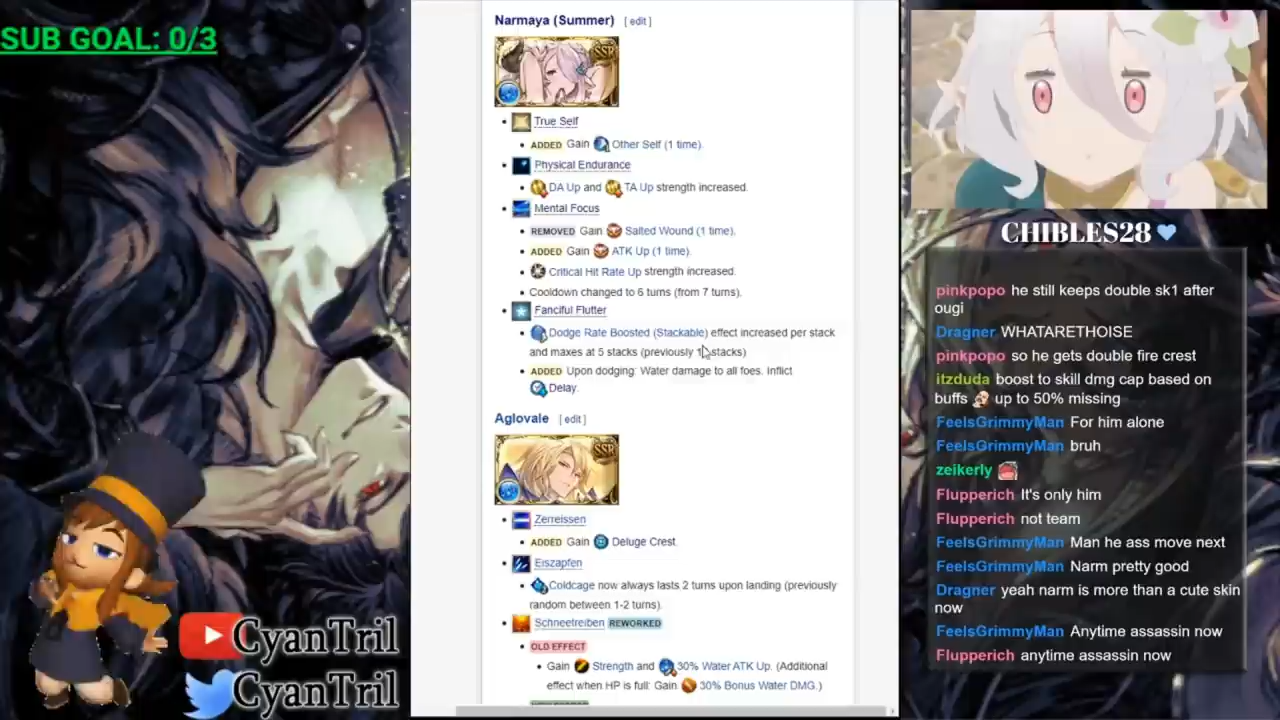 SUB GOAL: 0/3
Narmaya (Summer) [ edit ]
SSR
True Self
ADDED Gain Other Self (1 time).
Physical Endurance
DA Up and TA Up strength increased.
Mental Focus
REMOVED Gain Salted Wound (1 time).
ADDED Gain ATK Up (1 time).
Critical Hit Rate Up strength increased.
Cooldown changed to 6 turns (from 7 turns).
Fanciful Flutter
Dodge Rate Boosted (Stackable) effect increased per stack
and maxes at 5 stacks (previously stacks)
ADDED Upon dodging: Water damage to all foes. Inflict
Delay.
Aglovale [ edit ]
SSR
Zerreissen
ADDED Gain Deluge Crest.
Eiszapfen
Coldcage now always lasts 2 turns upon landing (previously
random between 1-2 turns).
Schneetreiben REWORKED
OLD EFFECT
Gain Strength and 30% Water ATK Up. (Additional
effect when HP is full: Gain 30% Bonus Water DMG.)
CyanTril
CyanTril
CHIBLES28
pinkpopo he still keeps double sk1 after
ougi
Dragner WHATARETHOISE
pinkpopo so he gets double fire crest
itzduda boost to skill dmg cap based on
buffs up to 50% missing
FeelsGrimmyMan For him alone
FeelsGrimmyMan bruh
zeikerly
Flupperich It's only him
Flupperich not team
FeelsGrimmyMan Man he ass move next
FeelsGrimmyMan Narm pretty good
Dragner yeah narm is more than a cute skin
now
FeelsGrimmyMan Anytime assassin now
Flupperich anytime assassin now